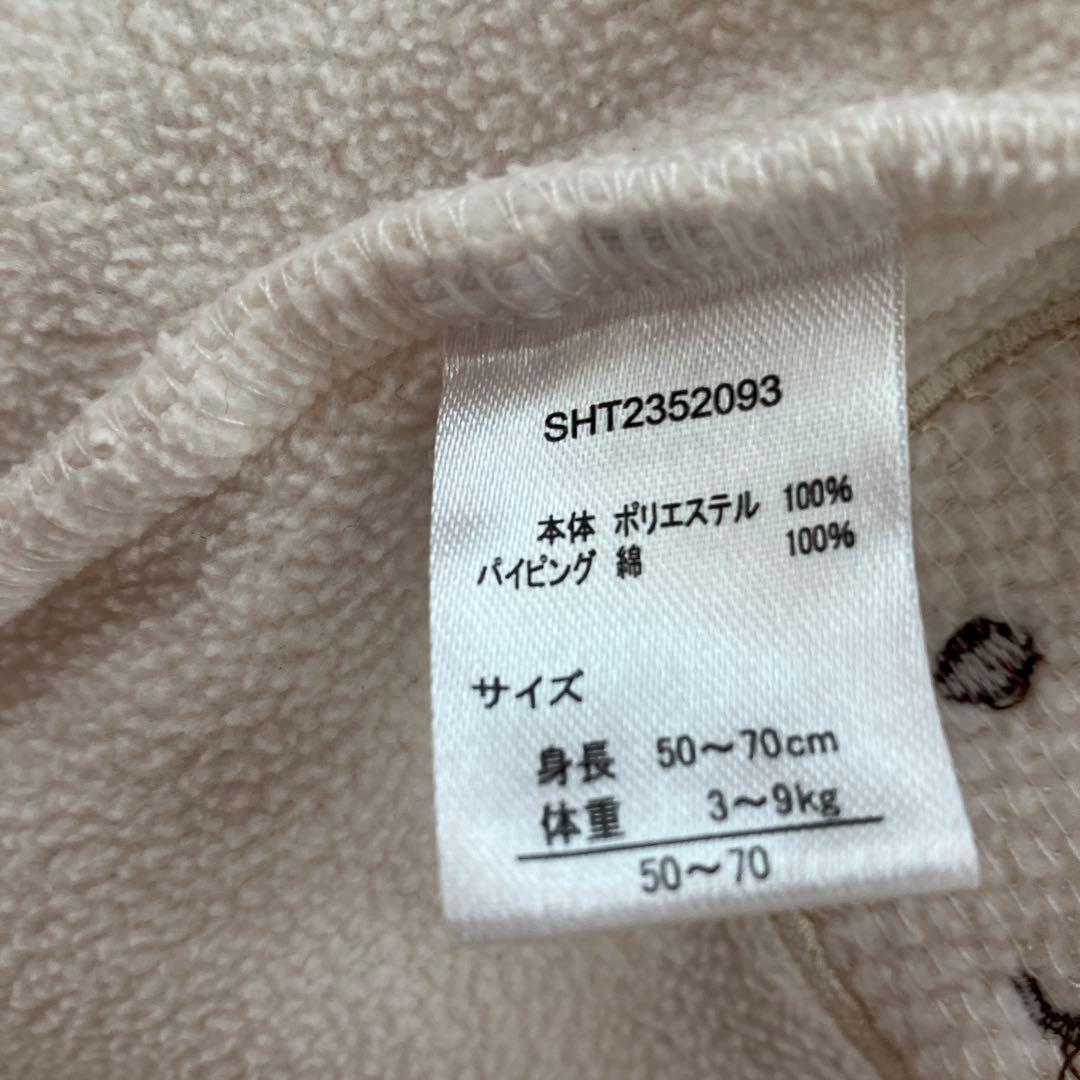 SHT2352093
本体 ポリエステル 100%
パイピング 綿 100%
サイズ
身長 50～70cm
体重 3～9kg
50～70